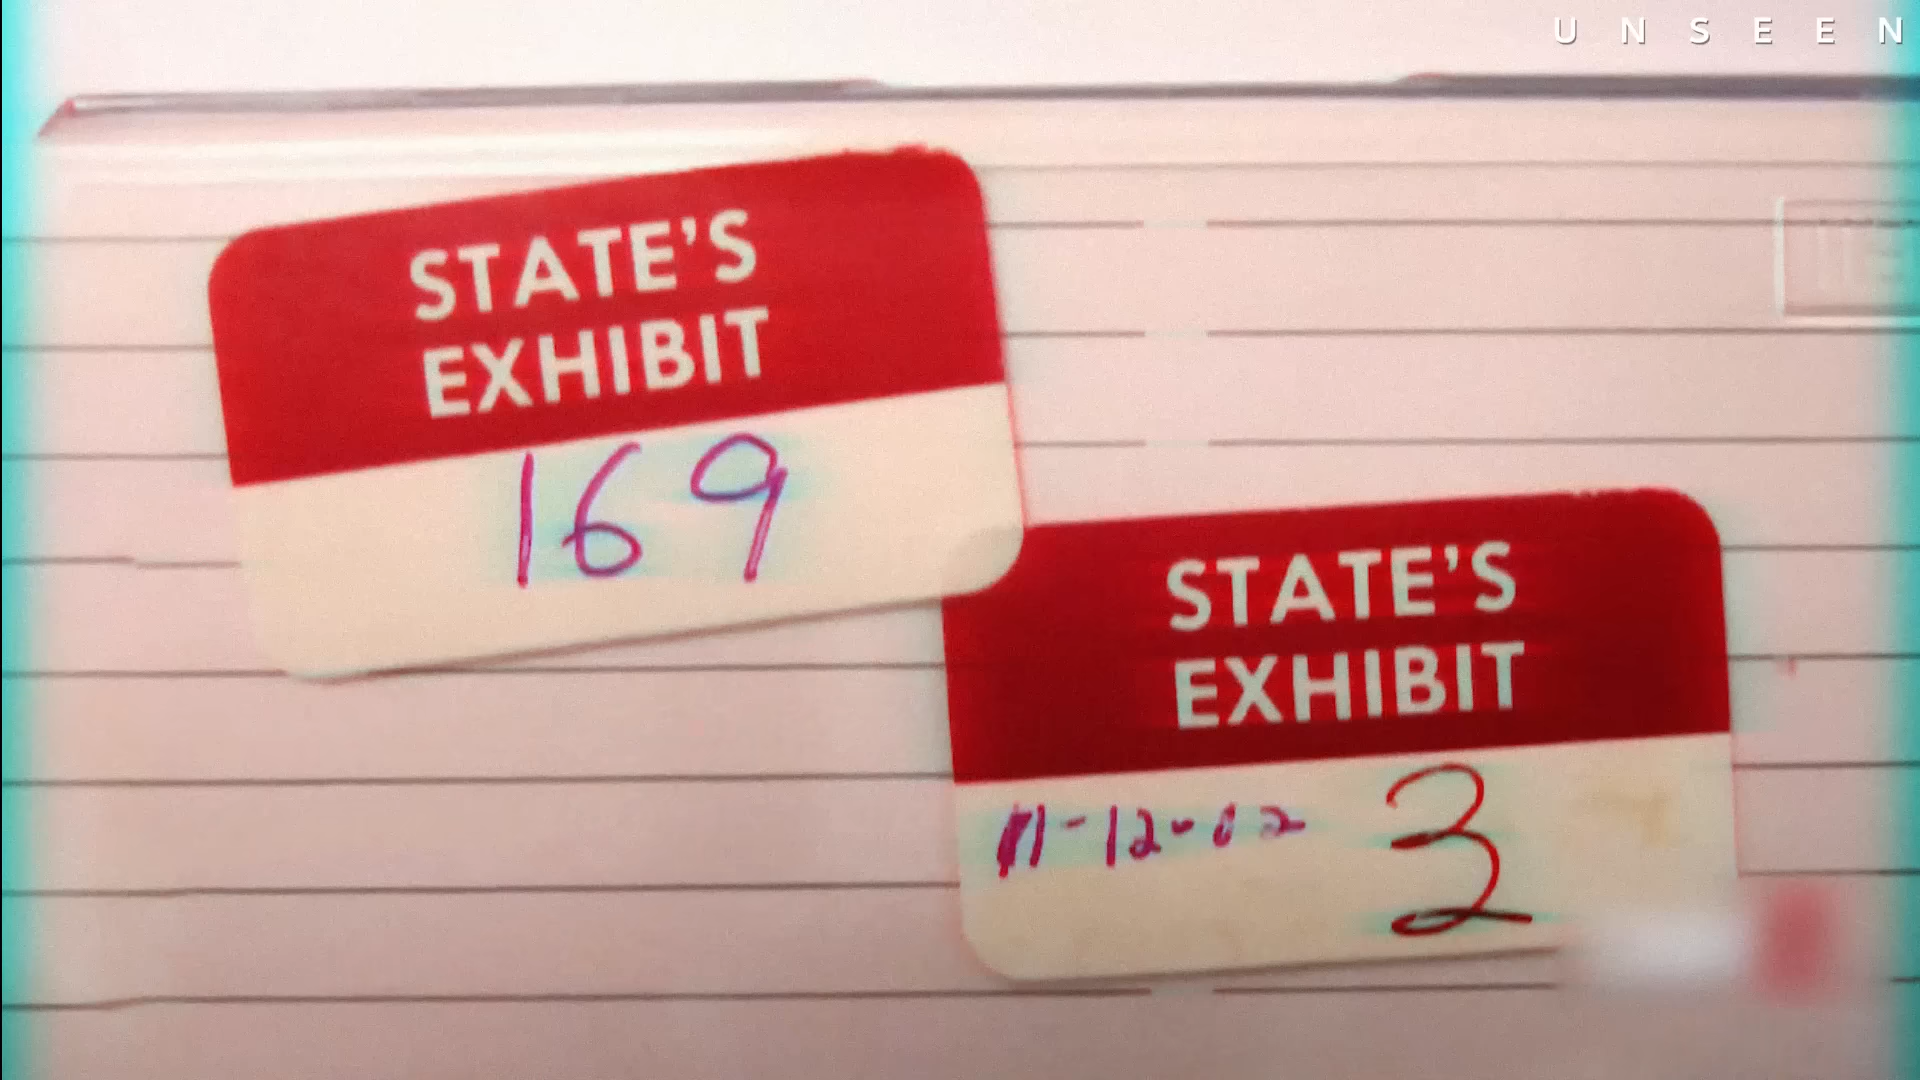 UNSEEN
STATE'S
EXHIBIT
169
STATE'S
EXHIBIT
11-12-02 3